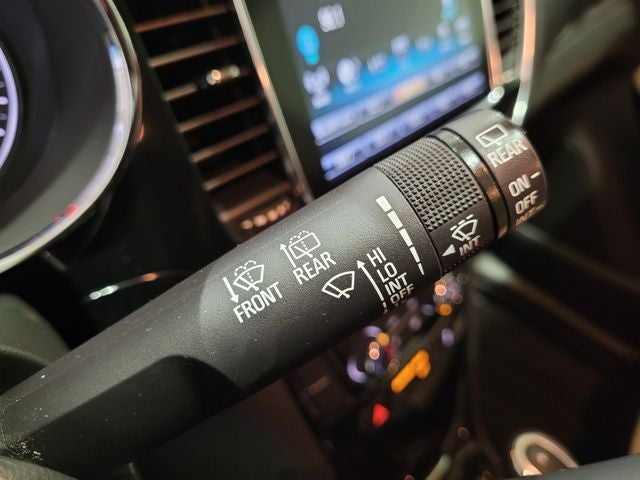 FRONT
REAR
HI
LO
INT
OFF
INT
REAR
ON
OFF